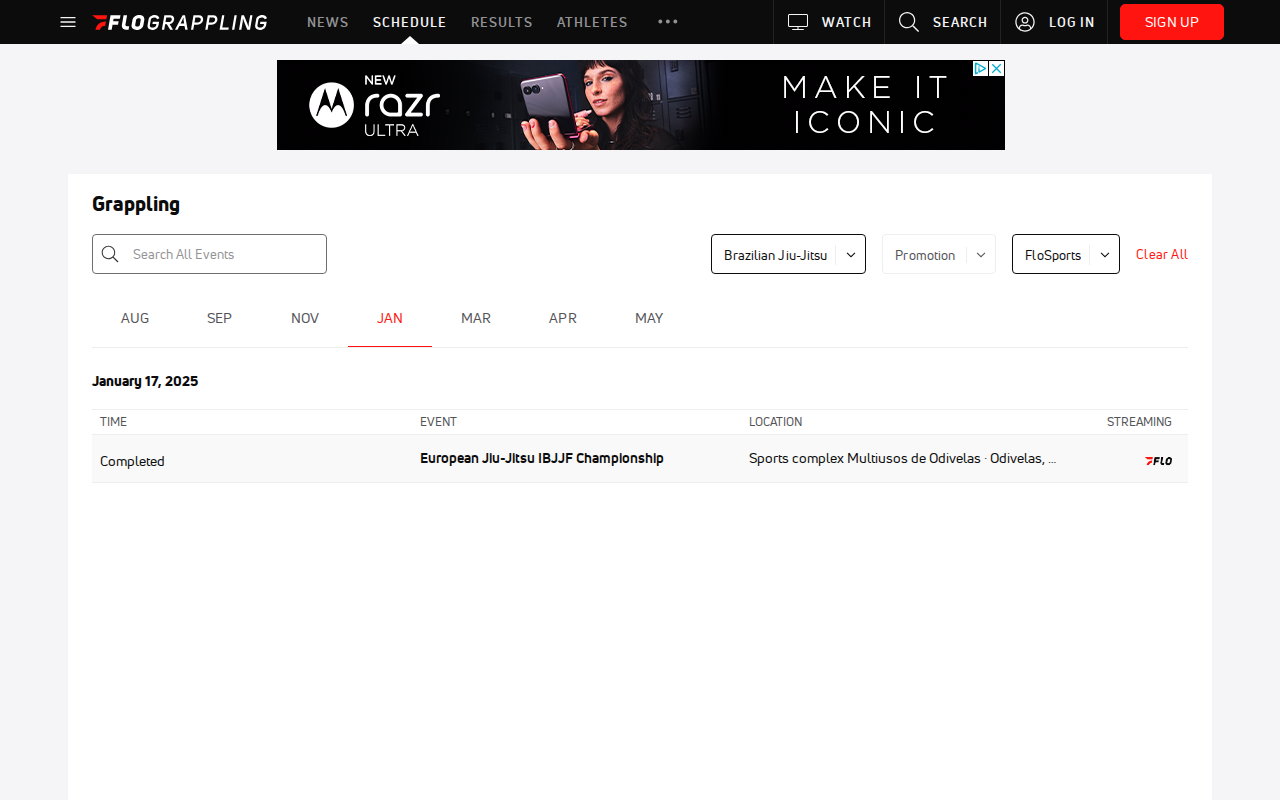 FLOGRAPPLING
NEWS
SCHEDULE
RESULTS
ATHLETES
WATCH
SEARCH
LOG IN
SIGN UP
NEW
razr
ULTRA
MAKE IT
ICONIC
Grappling
Search All Events
Brazilian Jiu-Jitsu
Promotion
FloSports
Clear All
AUG
SEP
NOV
JAN
MAR
APR
MAY
January 17, 2025
TIME
EVENT
LOCATION
STREAMING
Completed
European Jiu-Jitsu IBJJF Championship
Sports complex Multiusos de Odivelas · Odivelas, ...
FLO